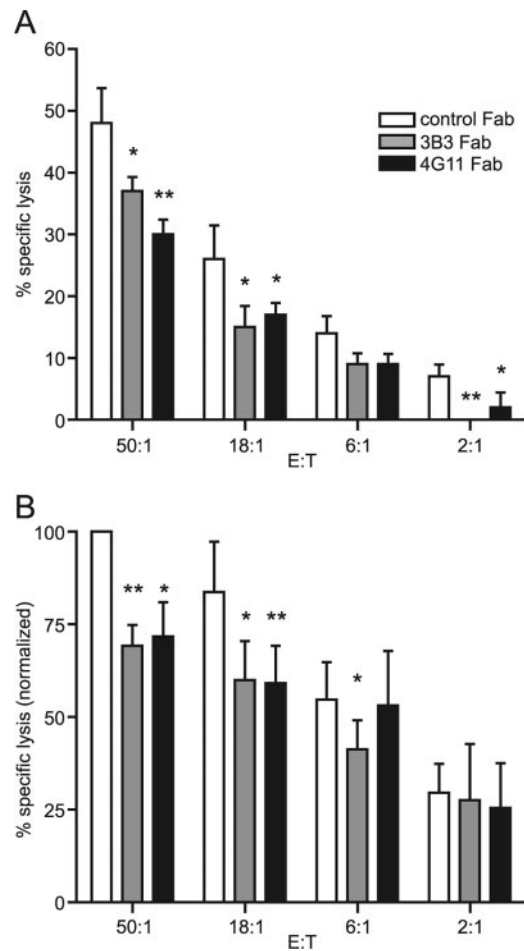 A
60
50
40
30
20
10
0
% specific lysis
control Fab
3B3 Fab
4G11 Fab
* **
* *
** *
50:1 18:1 6:1 2:1
E:T
B
100
75
50
25
0
% specific lysis (normalized)
** *
* **
*
50:1 18:1 6:1 2:1
E:T